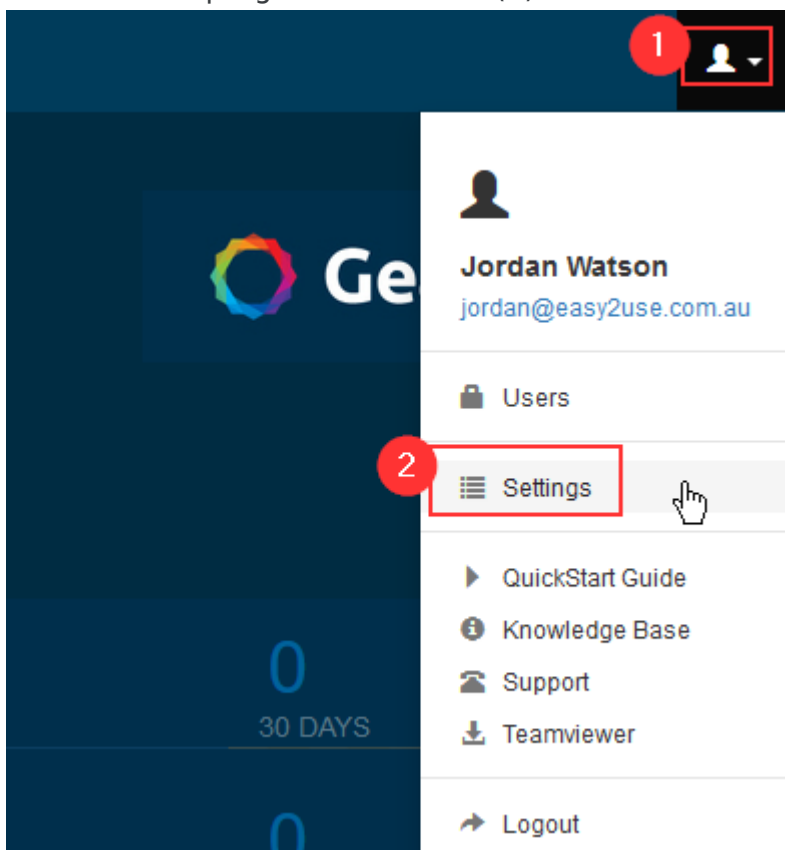 1
Jordan Watson
jordan@easy2use.com.au
Ge
Users
2
Settings
QuickStart Guide
Knowledge Base
0
Support
30 DAYS
Teamviewer
0
Logout